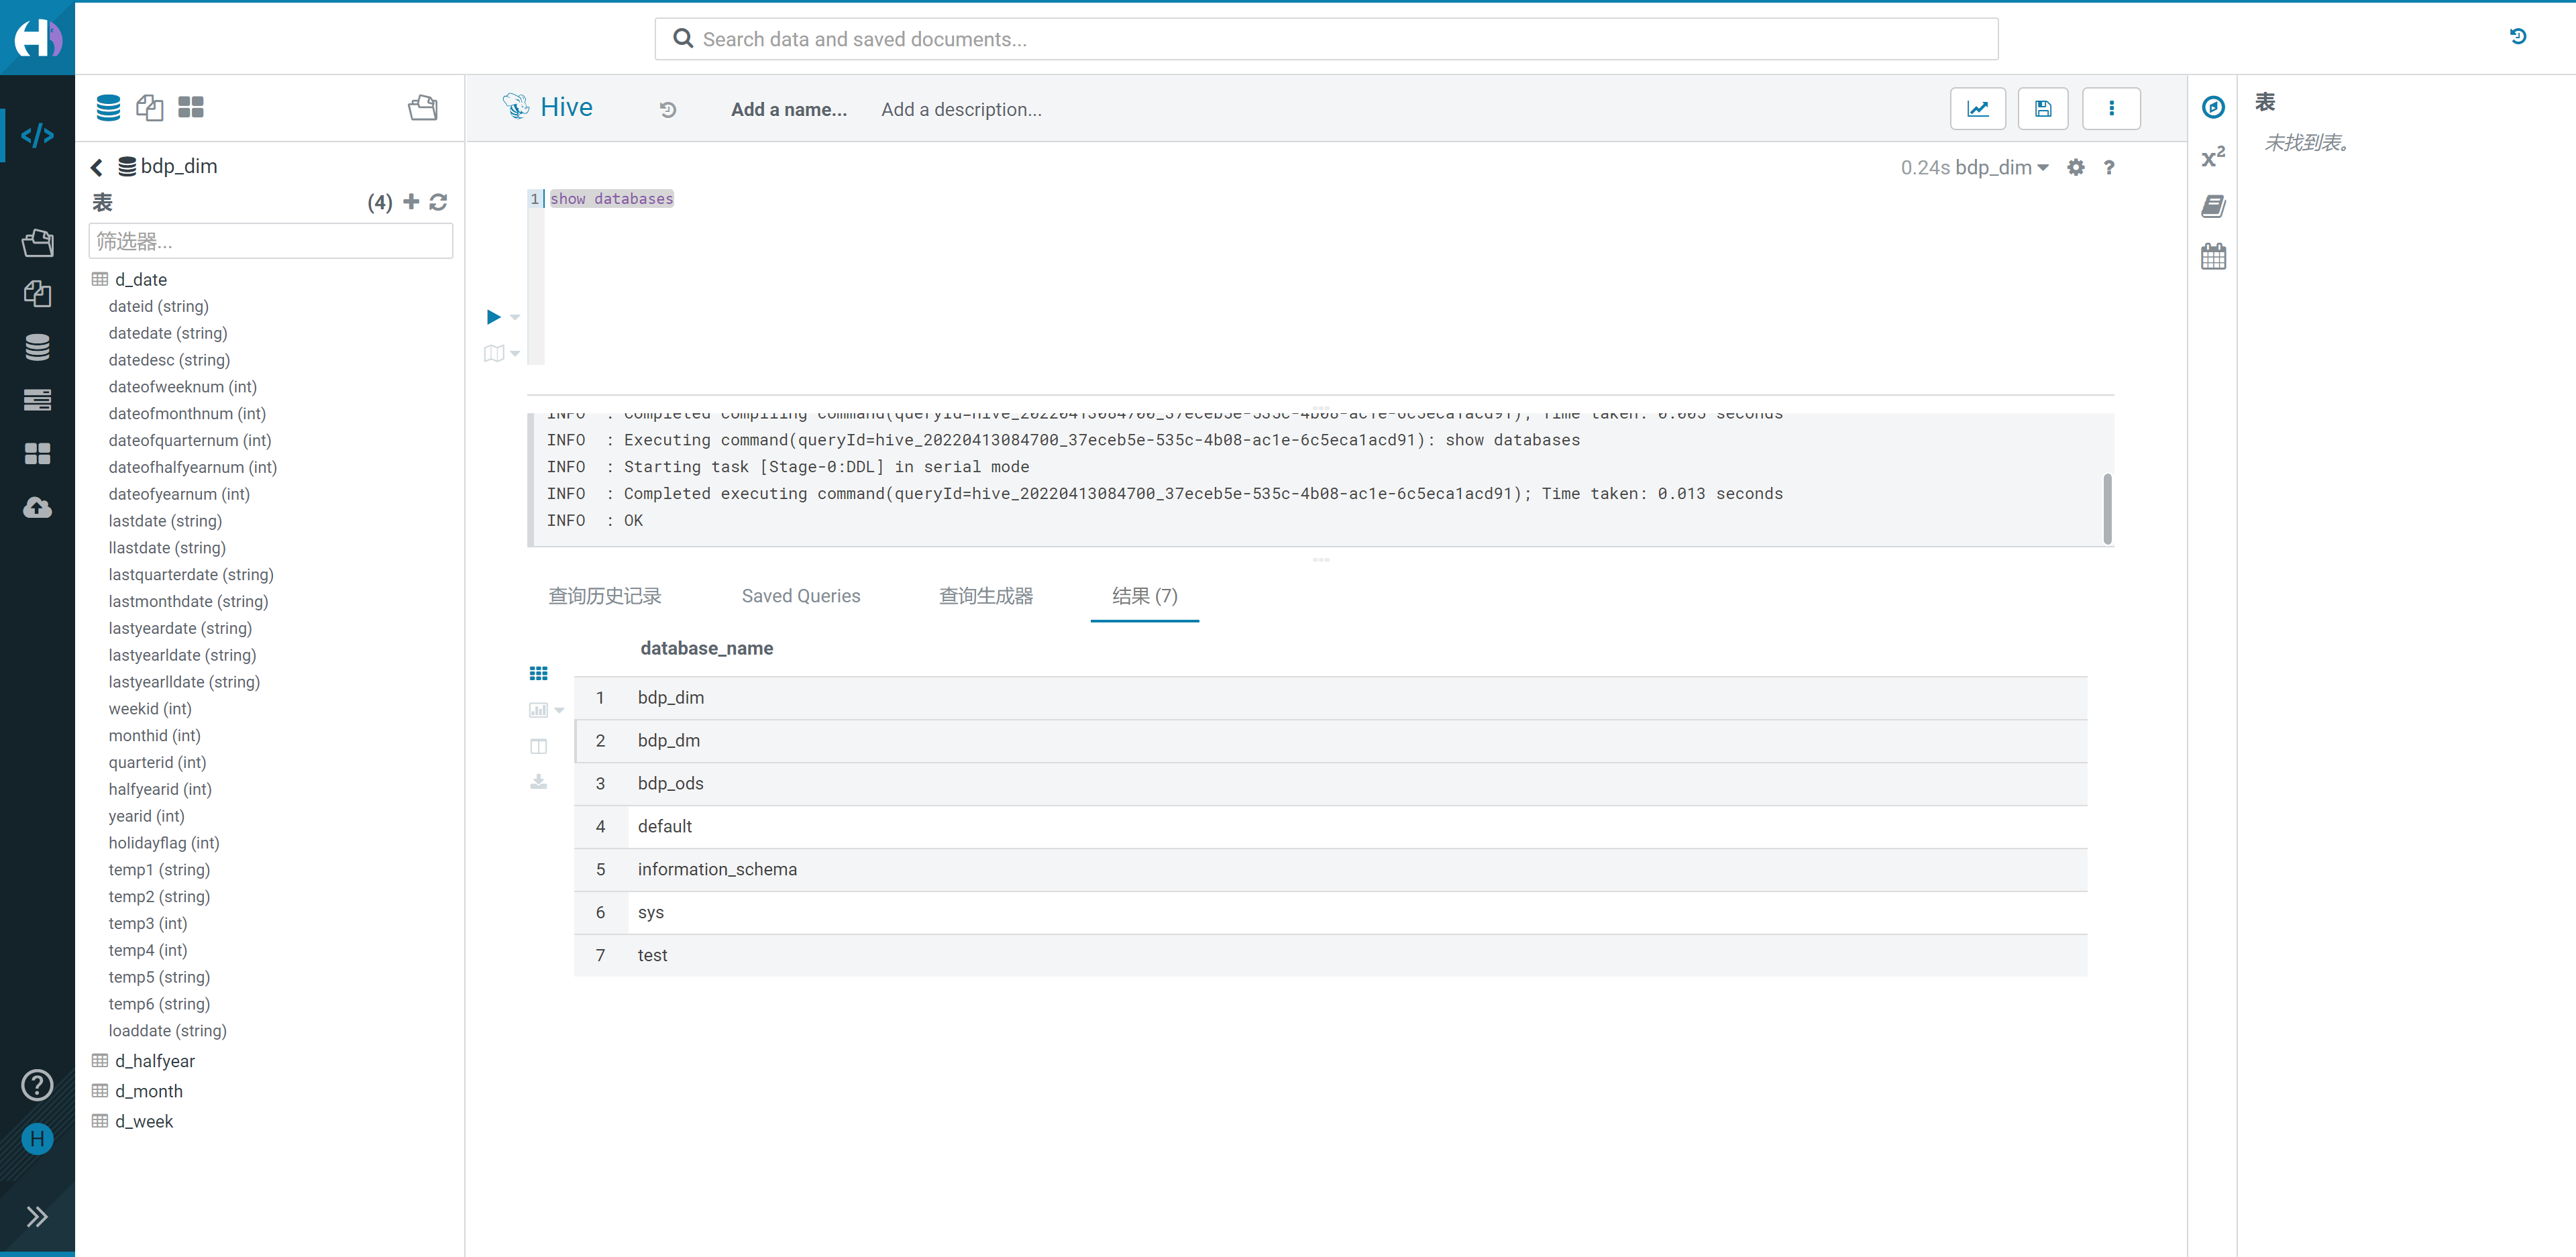 Search data and saved documents...
bdp_dim
表 (4)
筛选器...
d_date
dateid (string)
datedate (string)
datedesc (string)
dateofweeknum (int)
dateofmonthnum (int)
dateofquarternum (int)
dateofhalfyearnum (int)
dateofyearnum (int)
lastdate (string)
llastdate (string)
lastquarterdate (string)
lastmonthdate (string)
lastyeardate (string)
lastyearldate (string)
lastyearlldate (string)
weekid (int)
monthid (int)
quarterid (int)
halfyearid (int)
yearid (int)
holidayflag (int)
temp1 (string)
temp2 (string)
temp3 (int)
temp4 (int)
temp5 (string)
temp6 (string)
loaddate (string)
d_halfyear
d_month
d_week
H
Hive Add a name... Add a description...
0.24s bdp_dim ?
1 show databases
INFO : Completed compiling command(queryId=hive_20220413084700_37eceb5e-535c-4b08-ac1e-6c5eca1acd91); Time taken: 0.005 seconds
INFO : Executing command(queryId=hive_20220413084700_37eceb5e-535c-4b08-ac1e-6c5eca1acd91): show databases
INFO : Starting task [Stage-0:DDL] in serial mode
INFO : Completed executing command(queryId=hive_20220413084700_37eceb5e-535c-4b08-ac1e-6c5eca1acd91); Time taken: 0.013 seconds
INFO : OK
查询历史记录 Saved Queries 查询生成器 结果 (7)
database_name
1 bdp_dim
2 bdp_dm
3 bdp_ods
4 default
5 information_schema
6 sys
7 test
x²
表
未找到表。